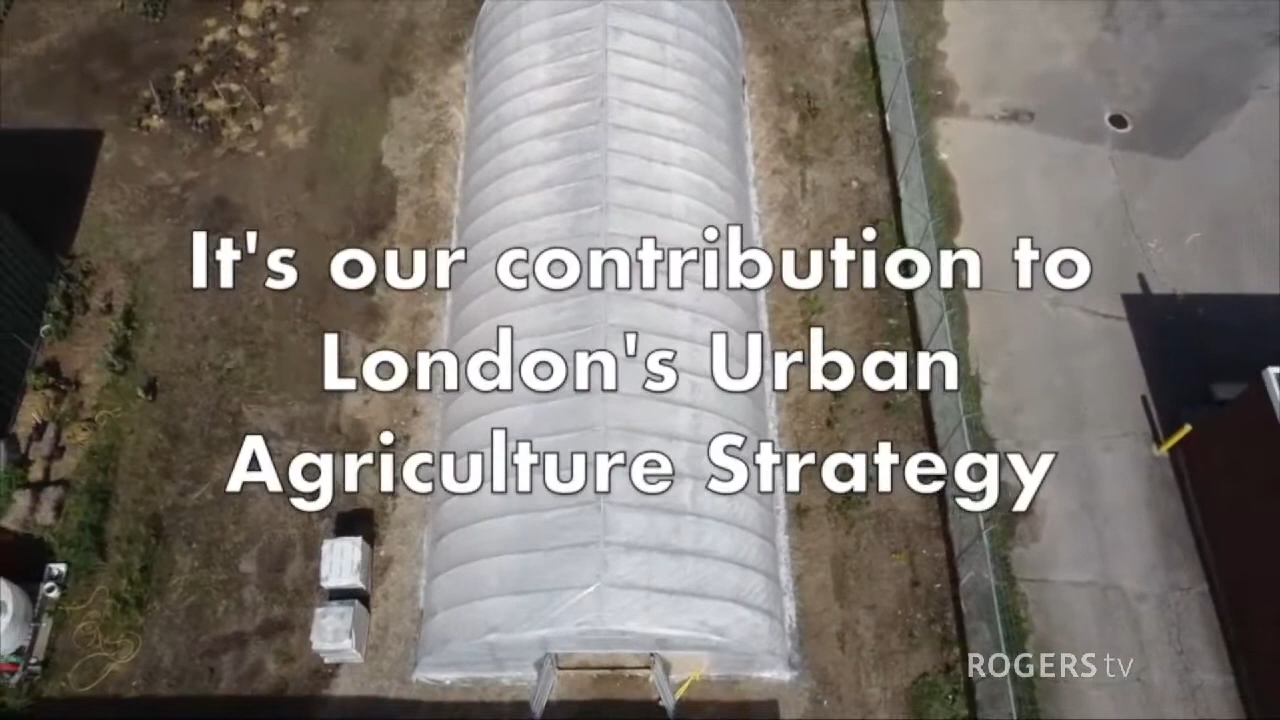 It's our contribution to
London's Urban
Agriculture Strategy
ROGERS tv